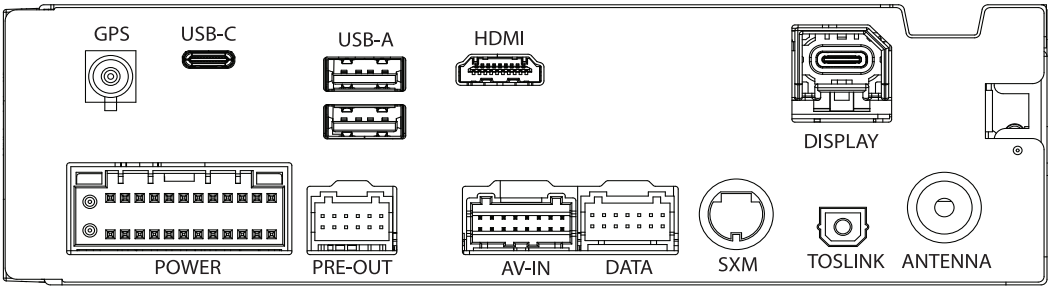 GPS
USB-C
USB-A
HDMI
DISPLAY
POWER
PRE-OUT
AV-IN
DATA
SXM
TOSLINK
ANTENNA